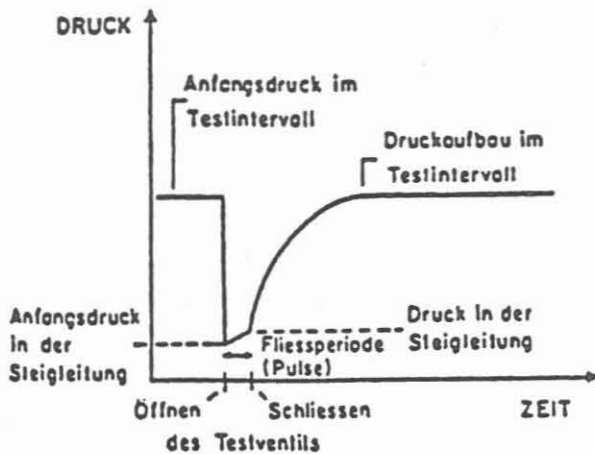 DRUCK
Anfangsdruck im
Testintervall
Druckaufbau im
Testintervall
Anfangsdruck
in der
Steigleitung
Druck in der
Steigleitung
Fliessperiode
(Pulse)
Öffnen
Schliessen
ZEIT
des Testventils